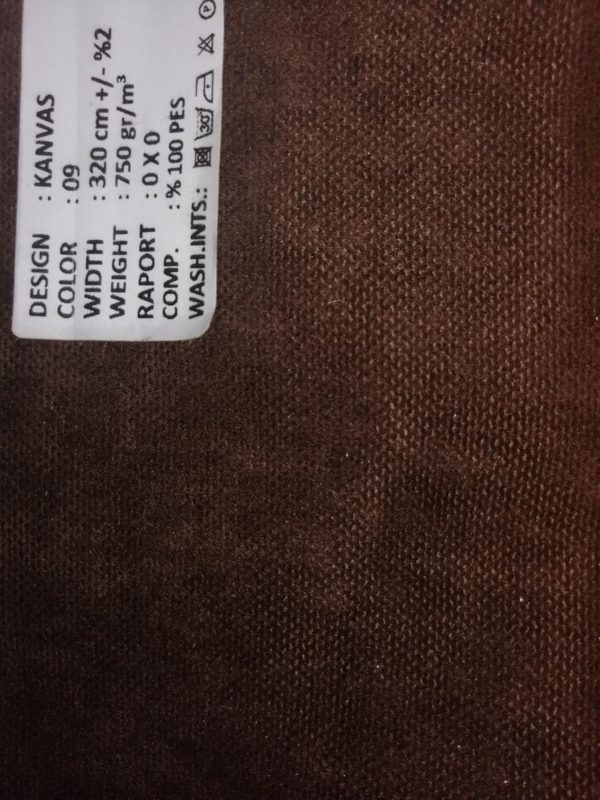 DESIGN : KANVAS
COLOR : 09
WIDTH : 320 cm +/- %2
WEIGHT : 750 gr/m³
RAPORT : 0 X 0
COMP. : % 100 PES
WASH.INTS.: 30° P